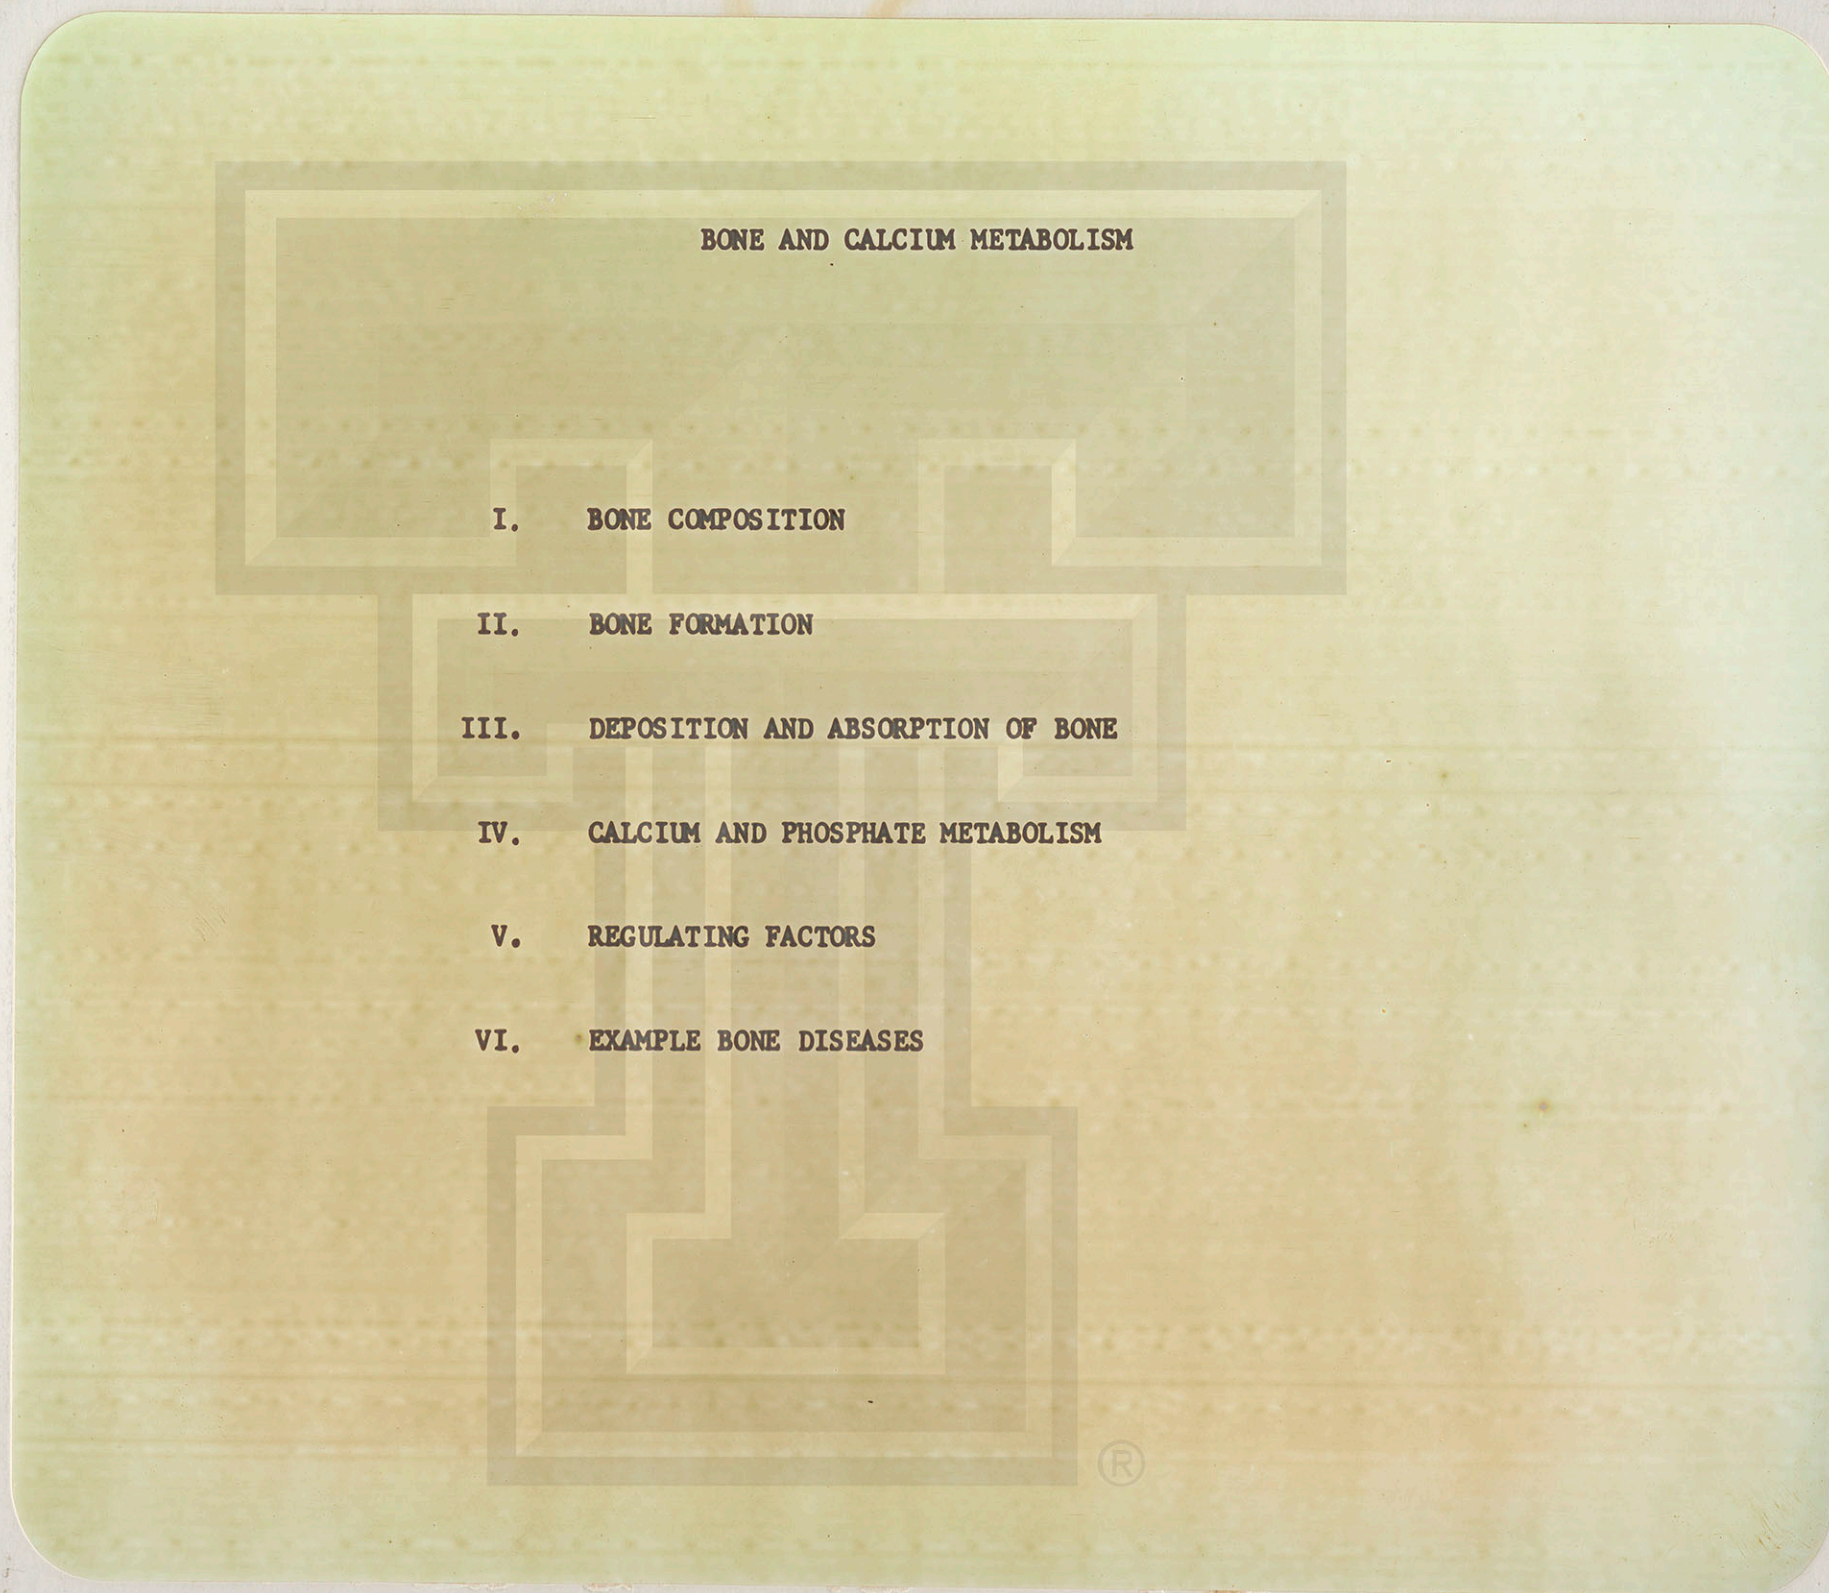 BONE AND CALCIUM METABOLISM
I. BONE COMPOSITION
II. BONE FORMATION
III. DEPOSITION AND ABSORPTION OF BONE
IV. CALCIUM AND PHOSPHATE METABOLISM
V. REGULATING FACTORS
VI. EXAMPLE BONE DISEASES
®